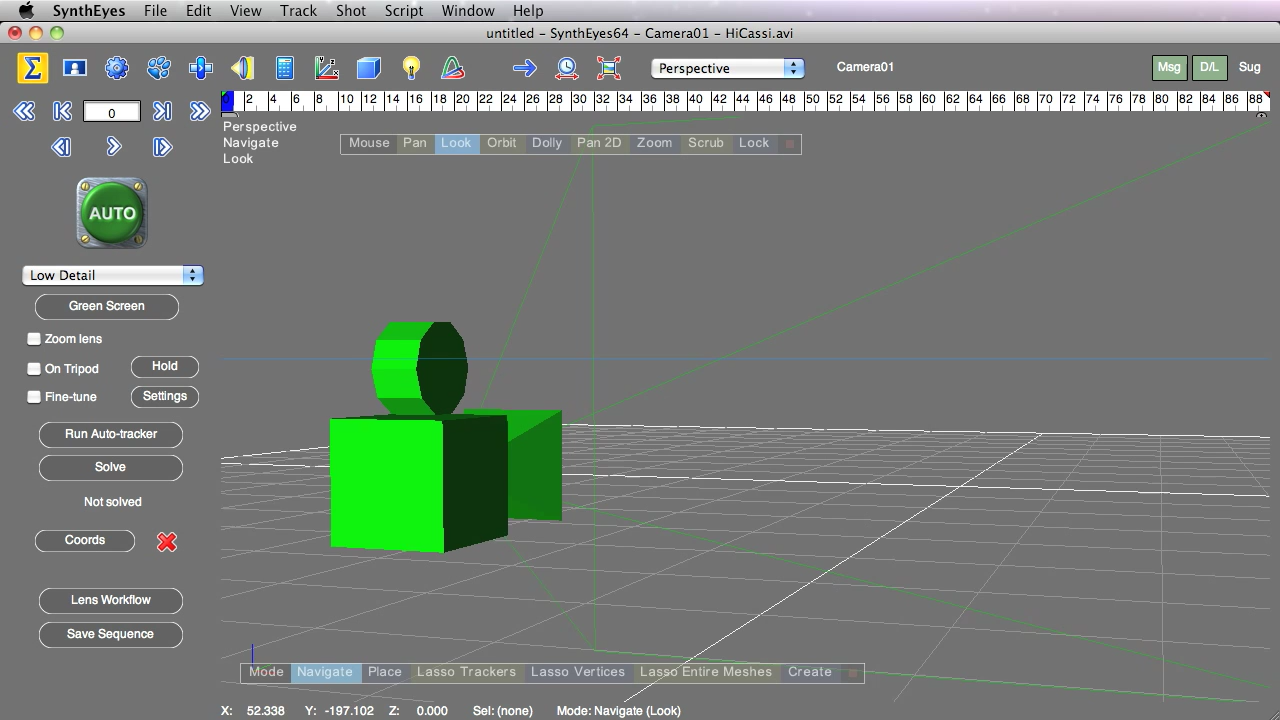 SynthEyes File Edit View Track Shot Script Window Help
untitled - SynthEyes64 - Camera01 - HiCassi.avi
Σ Perspective Camera01 Msg D/L Sug
0 0 2 4 6 8 10 12 14 16 18 20 22 24 26 28 30 32 34 36 38 40 42 44 46 48 50 52 54 56 58 60 62 64 66 68 70 72 74 76 78 80 82 84 86 88
Perspective
Navigate
Look
Mouse Pan Look Orbit Dolly Pan 2D Zoom Scrub Lock
AUTO
Low Detail
Green Screen
Zoom lens
On Tripod Hold
Fine-tune Settings
Run Auto-tracker
Solve
Not solved
Coords
Lens Workflow
Save Sequence
Mode Navigate Place Lasso Trackers Lasso Vertices Lasso Entire Meshes Create
X: 52.338 Y: -197.102 Z: 0.000 Sel: (none) Mode: Navigate (Look)